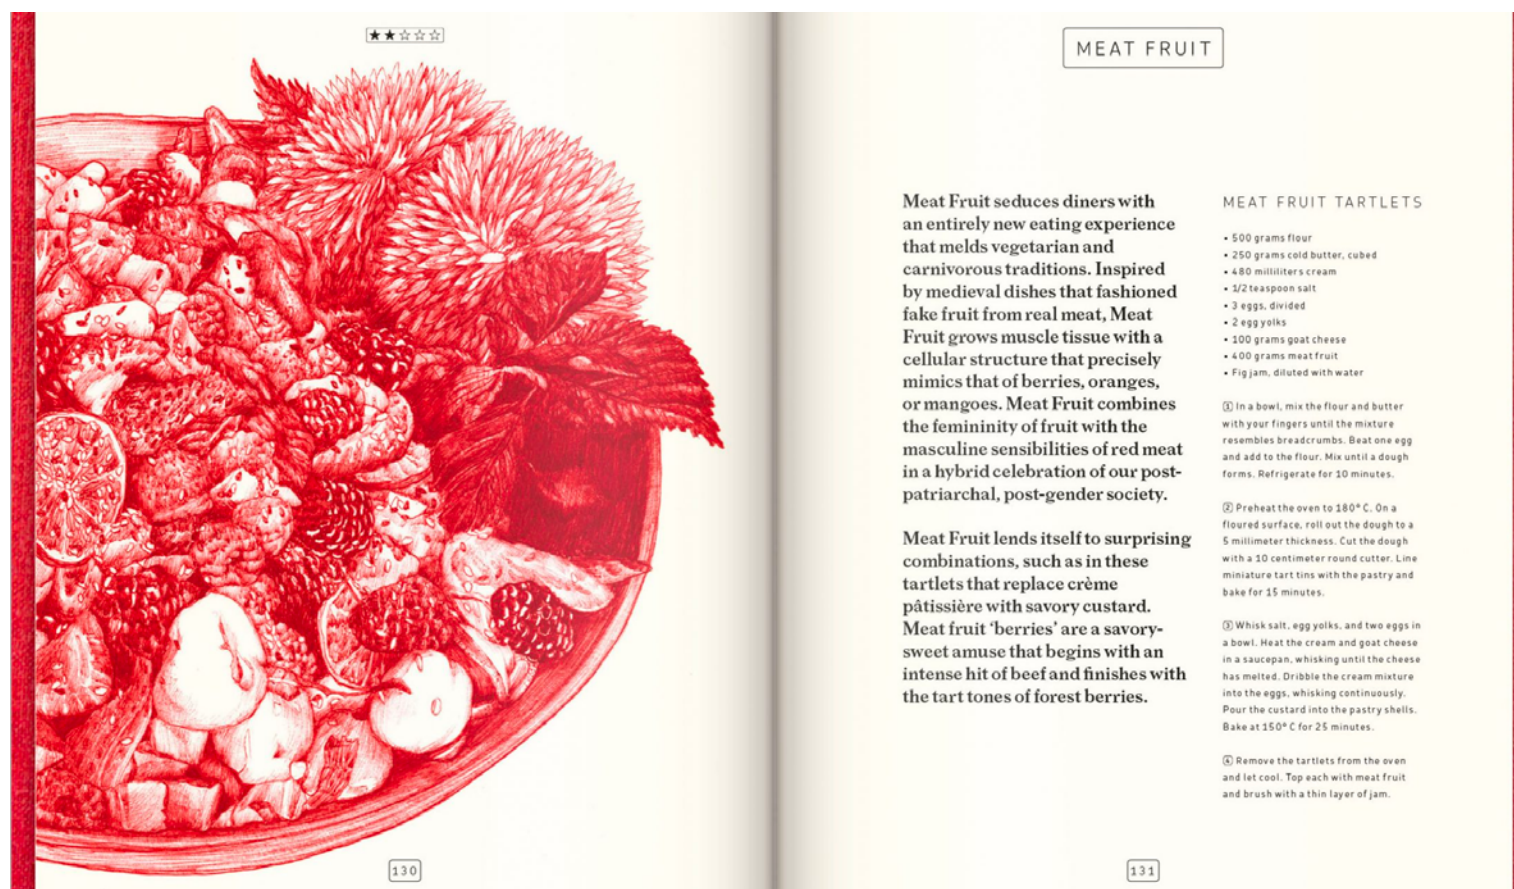 ★★☆☆☆
130
MEAT FRUIT
Meat Fruit seduces diners with
an entirely new eating experience
that melds vegetarian and
carnivorous traditions. Inspired
by medieval dishes that fashioned
fake fruit from real meat, Meat
Fruit grows muscle tissue with a
cellular structure that precisely
mimics that of berries, oranges,
or mangoes. Meat Fruit combines
the femininity of fruit with the
masculine sensibilities of red meat
in a hybrid celebration of our post-
patriarchal, post-gender society.
Meat Fruit lends itself to surprising
combinations, such as in these
tartlets that replace crème
pâtissière with savory custard.
Meat fruit ‘berries’ are a savory-
sweet amuse that begins with an
intense hit of beef and finishes with
the tart tones of forest berries.
MEAT FRUIT TARTLETS
• 500 grams flour
• 250 grams cold butter, cubed
• 480 milliliters cream
• 1/2 teaspoon salt
• 3 eggs, divided
• 2 egg yolks
• 100 grams goat cheese
• 400 grams meat fruit
• Fig jam, diluted with water
① In a bowl, mix the flour and butter
with your fingers until the mixture
resembles breadcrumbs. Beat one egg
and add to the flour. Mix until a dough
forms. Refrigerate for 10 minutes.
② Preheat the oven to 180° C. On a
floured surface, roll out the dough to a
5 millimeter thickness. Cut the dough
with a 10 centimeter round cutter. Line
miniature tart tins with the pastry and
bake for 15 minutes.
③ Whisk salt, egg yolks, and two eggs in
a bowl. Heat the cream and goat cheese
in a saucepan, whisking until the cheese
has melted. Dribble the cream mixture
into the eggs, whisking continuously.
Pour the custard into the pastry shells.
Bake at 150° C for 25 minutes.
④ Remove the tartlets from the oven
and let cool. Top each with meat fruit
and brush with a thin layer of jam.
131